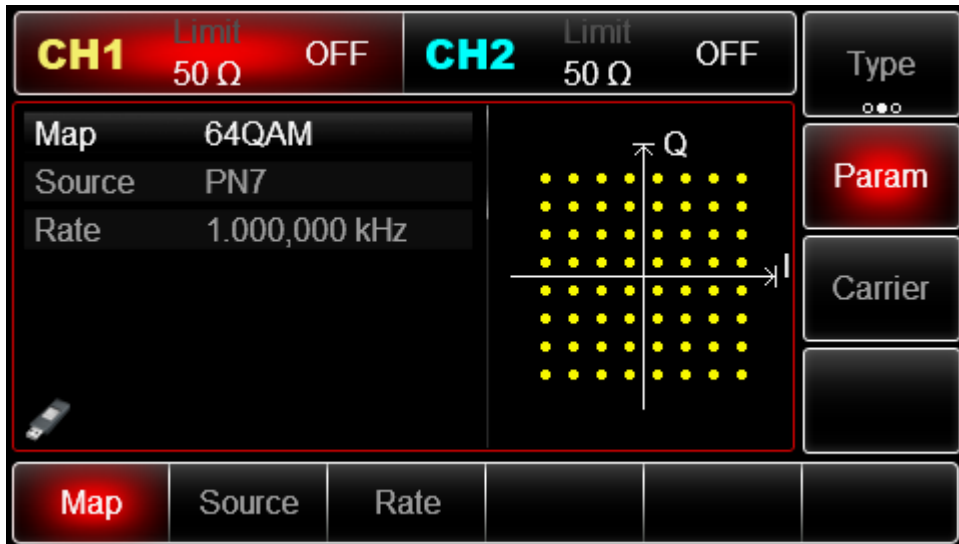 CH1 Limit 50 Ω OFF
CH2 Limit 50 Ω OFF
Type
Map 64QAM
Source PN7
Rate 1.000,000 kHz
Q
I
Param
Carrier
Map Source Rate